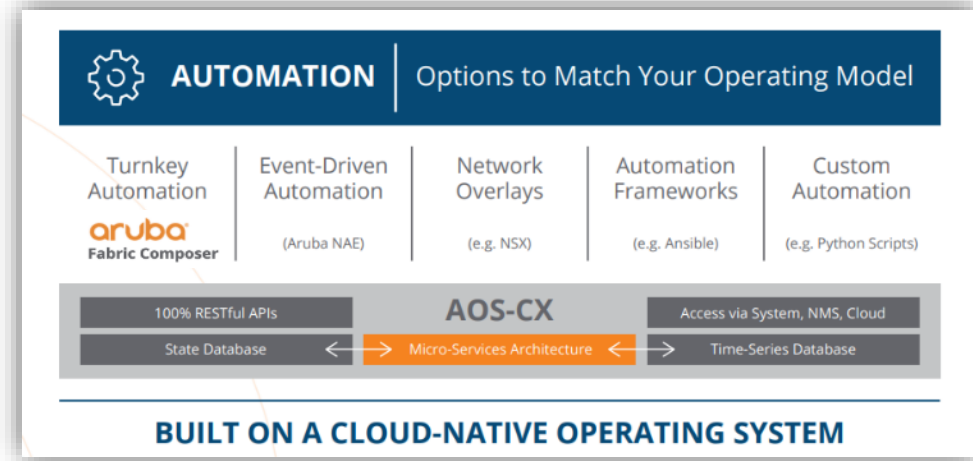 AUTOMATION
Options to Match Your Operating Model
Turnkey
Automation
aruba
Fabric Composer
Event-Driven
Automation
(Aruba NAE)
Network
Overlays
(e.g. NSX)
Automation
Frameworks
(e.g. Ansible)
Custom
Automation
(e.g. Python Scripts)
100% RESTful APIs
AOS-CX
Access via System, NMS, Cloud
State Database
Micro-Services Architecture
Time-Series Database
BUILT ON A CLOUD-NATIVE OPERATING SYSTEM